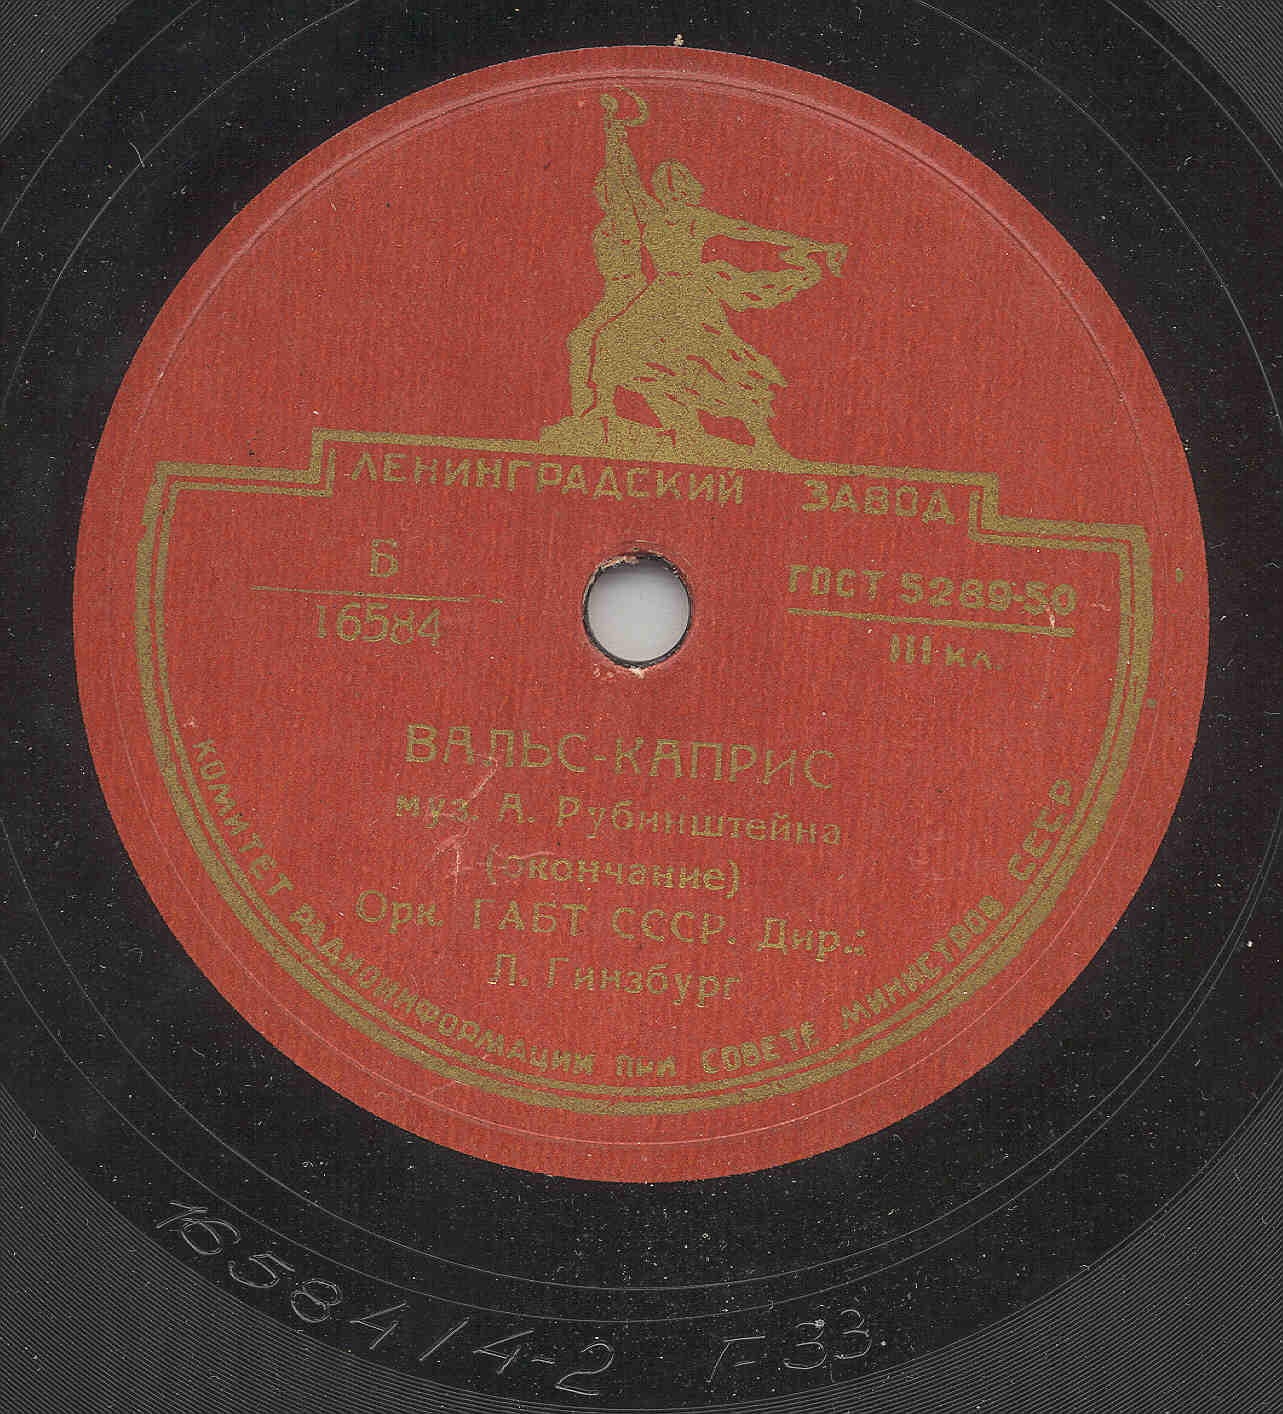 ЛЕНИНГРАДСКИЙ ЗАВОД
Б
16584
ГОСТ 5289-50
III кл.
ВАЛЬС-КАПРИС
муз. А. Рубинштейна
(окончание)
Орк. ГАБТ СССР. Дир.:
Л. Гинзбург
КОМИТЕТ РАДИОИНФОРМАЦИИ ПРИ СОВЕТЕ МИНИСТРОВ СССР
16584/4-2 Г-33